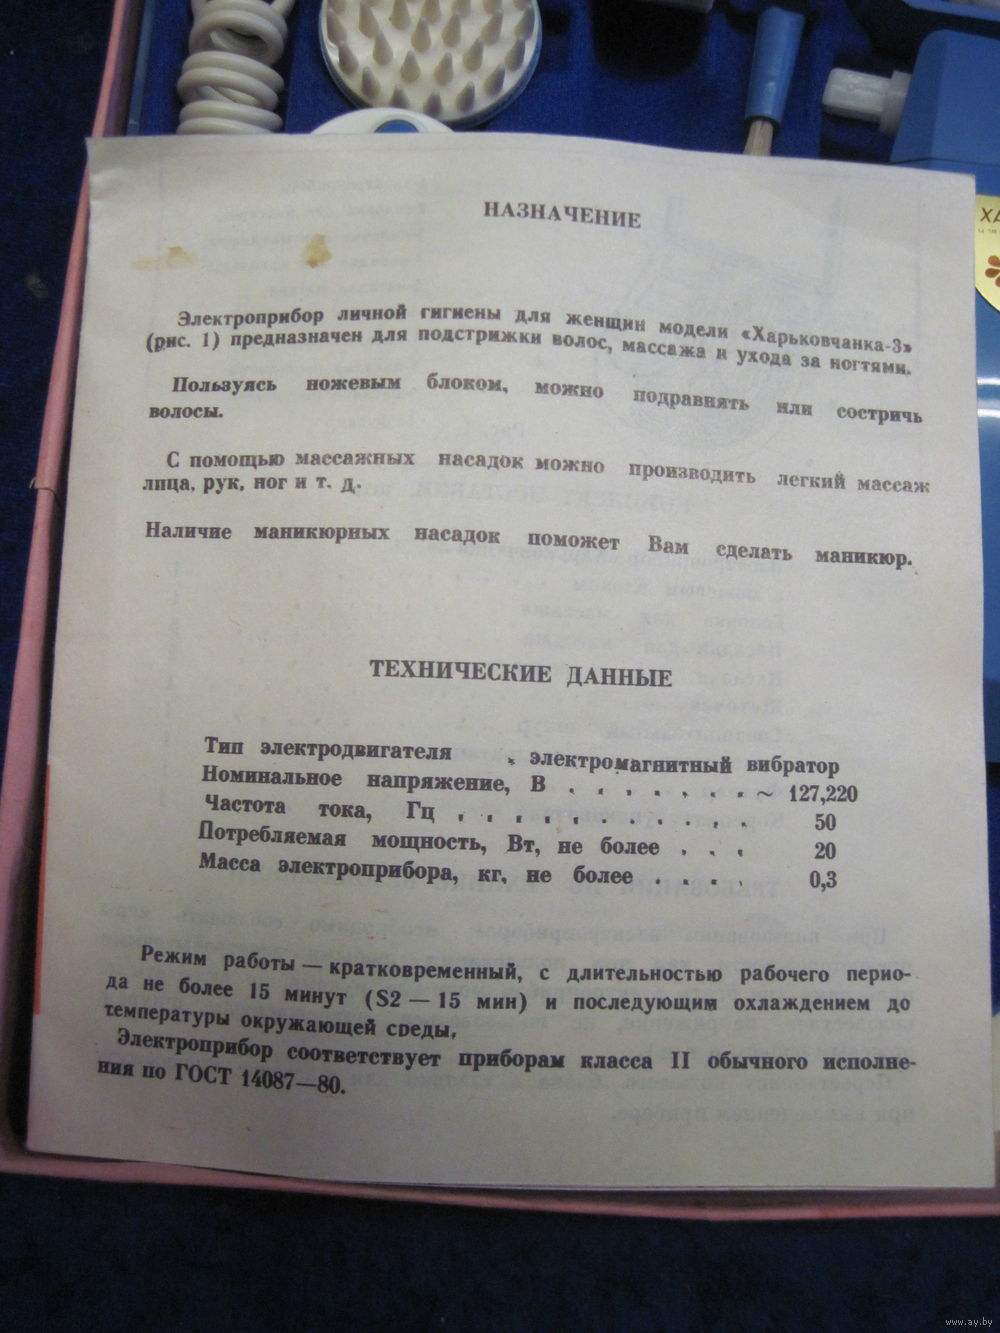 НАЗНАЧЕНИЕ
Электроприбор личной гигиены для женщин модели «Харьковчанка-3»
(рис. 1) предназначен для подстрижки волос, массажа и ухода за ногтями.
Пользуясь ножевым блоком, можно подравнять или состричь
волосы.
С помощью массажных насадок можно производить легкий массаж
лица, рук, ног и т. д.
Наличие маникюрных насадок поможет Вам сделать маникюр.
ТЕХНИЧЕСКИЕ ДАННЫЕ
Тип электродвигателя . электромагнитный вибратор
Номинальное напряжение, В . . . . . . . ~ 127,220
Частота тока, Гц . . . . . . . . . . . 50
Потребляемая мощность, Вт, не более . . . 20
Масса электроприбора, кг, не более . . . . 0,3
Режим работы — кратковременный, с длительностью рабочего перио-
да не более 15 минут (S2 — 15 мин) и последующим охлаждением до
температуры окружающей среды,
Электроприбор соответствует приборам класса II обычного исполне-
ния по ГОСТ 14087—80.
ХА
www.ay.by